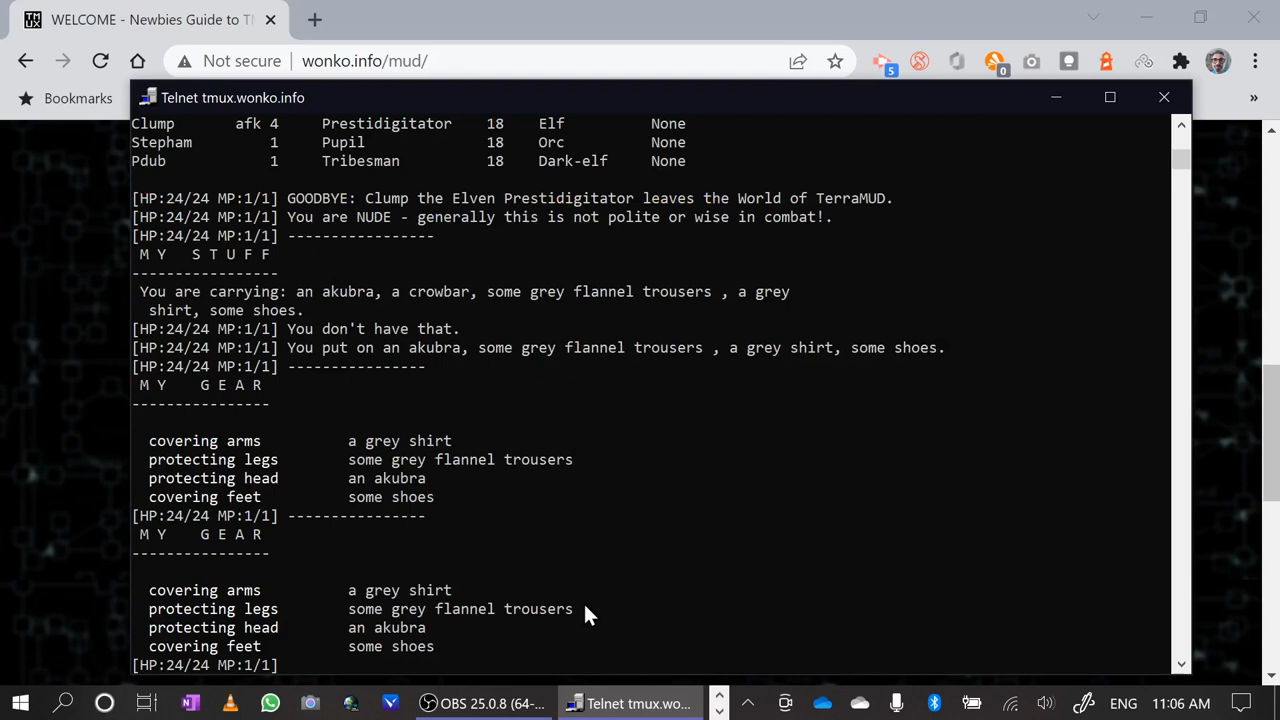 WELCOME - Newbies Guide to TM
Not secure wonko.info/mud/
5
0
Bookmarks
»
Telnet tmux.wonko.info
Clump afk 4 Prestidigitator 18 Elf None
Stepham 1 Pupil 18 Orc None
Pdub 1 Tribesman 18 Dark-elf None
[HP:24/24 MP:1/1] GOODBYE: Clump the Elven Prestidigitator leaves the World of TerraMUD.
[HP:24/24 MP:1/1] You are NUDE - generally this is not polite or wise in combat!.
[HP:24/24 MP:1/1] -----------------
M Y S T U F F
-----------------
You are carrying: an akubra, a crowbar, some grey flannel trousers , a grey
shirt, some shoes.
[HP:24/24 MP:1/1] You don't have that.
[HP:24/24 MP:1/1] You put on an akubra, some grey flannel trousers , a grey shirt, some shoes.
[HP:24/24 MP:1/1] ----------------
M Y G E A R
----------------
covering arms a grey shirt
protecting legs some grey flannel trousers
protecting head an akubra
covering feet some shoes
[HP:24/24 MP:1/1] ----------------
M Y G E A R
----------------
covering arms a grey shirt
protecting legs some grey flannel trousers
protecting head an akubra
covering feet some shoes
[HP:24/24 MP:1/1]
OBS 25.0.8 (64-... Telnet tmux.wo... 11:06 AM